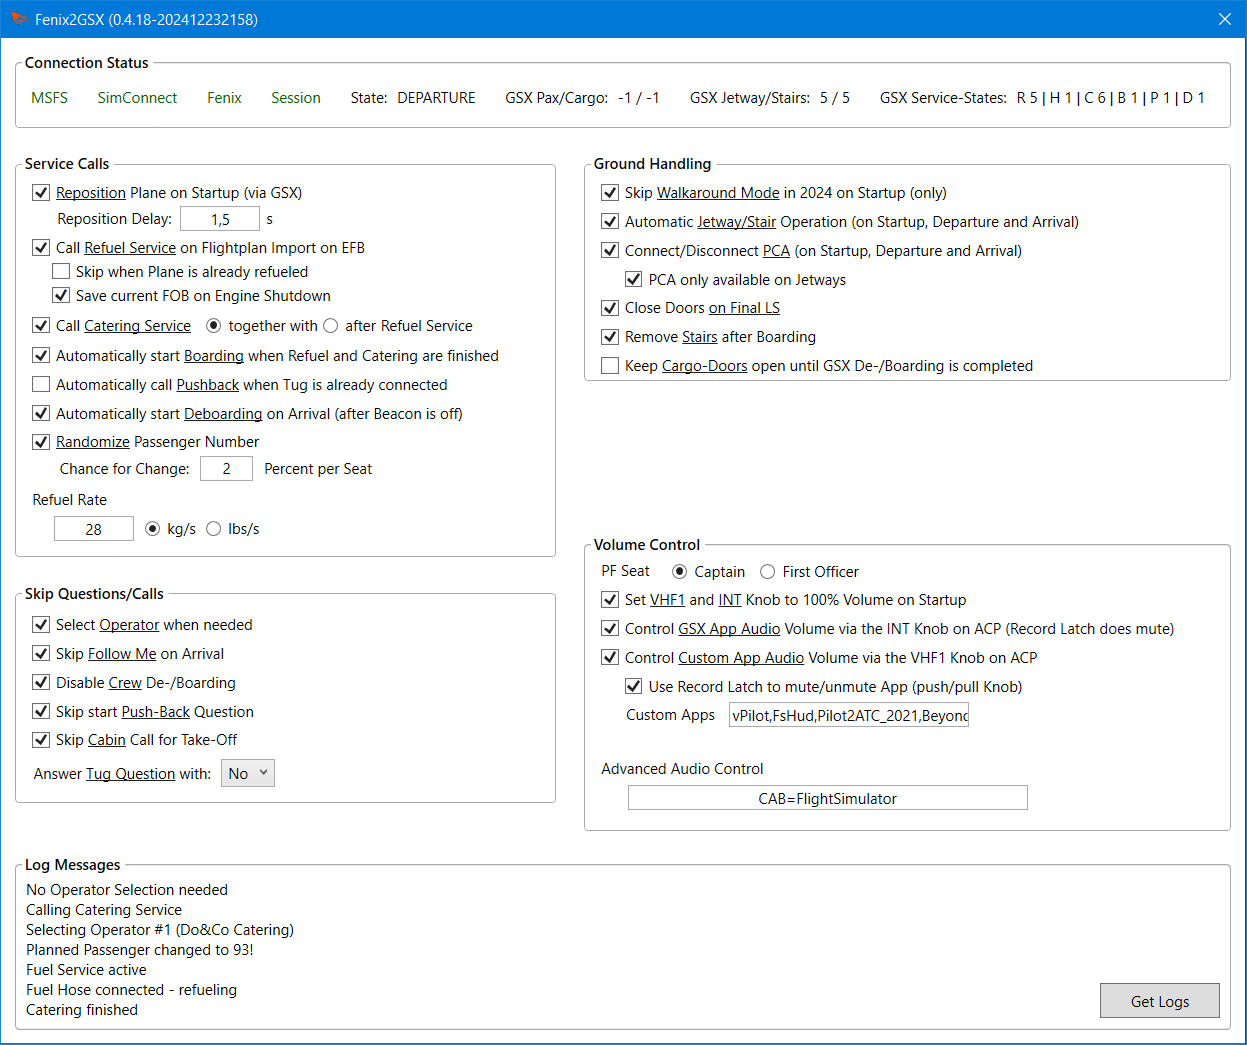 Fenix2GSX (0.4.18-202412232158)
Connection Status
MSFS SimConnect Fenix Session State: DEPARTURE GSX Pax/Cargo: -1 / -1 GSX Jetway/Stairs: 5 / 5 GSX Service-States: R 5 | H 1 | C 6 | B 1 | P 1 | D 1
Service Calls
Reposition Plane on Startup (via GSX)
Reposition Delay: 1,5 s
Call Refuel Service on Flightplan Import on EFB
Skip when Plane is already refueled
Save current FOB on Engine Shutdown
Call Catering Service together with after Refuel Service
Automatically start Boarding when Refuel and Catering are finished
Automatically call Pushback when Tug is already connected
Automatically start Deboarding on Arrival (after Beacon is off)
Randomize Passenger Number
Chance for Change: 2 Percent per Seat
Refuel Rate
28 kg/s lbs/s
Skip Questions/Calls
Select Operator when needed
Skip Follow Me on Arrival
Disable Crew De-/Boarding
Skip start Push-Back Question
Skip Cabin Call for Take-Off
Answer Tug Question with: No
Ground Handling
Skip Walkaround Mode in 2024 on Startup (only)
Automatic Jetway/Stair Operation (on Startup, Departure and Arrival)
Connect/Disconnect PCA (on Startup, Departure and Arrival)
PCA only available on Jetways
Close Doors on Final LS
Remove Stairs after Boarding
Keep Cargo-Doors open until GSX De-/Boarding is completed
Volume Control
PF Seat Captain First Officer
Set VHF1 and INT Knob to 100% Volume on Startup
Control GSX App Audio Volume via the INT Knob on ACP (Record Latch does mute)
Control Custom App Audio Volume via the VHF1 Knob on ACP
Use Record Latch to mute/unmute App (push/pull Knob)
Custom Apps vPilot,FsHud,Pilot2ATC_2021,Beyond
Advanced Audio Control
CAB=FlightSimulator
Log Messages
No Operator Selection needed
Calling Catering Service
Selecting Operator #1 (Do&Co Catering)
Planned Passenger changed to 93!
Fuel Service active
Fuel Hose connected - refueling
Catering finished
Get Logs